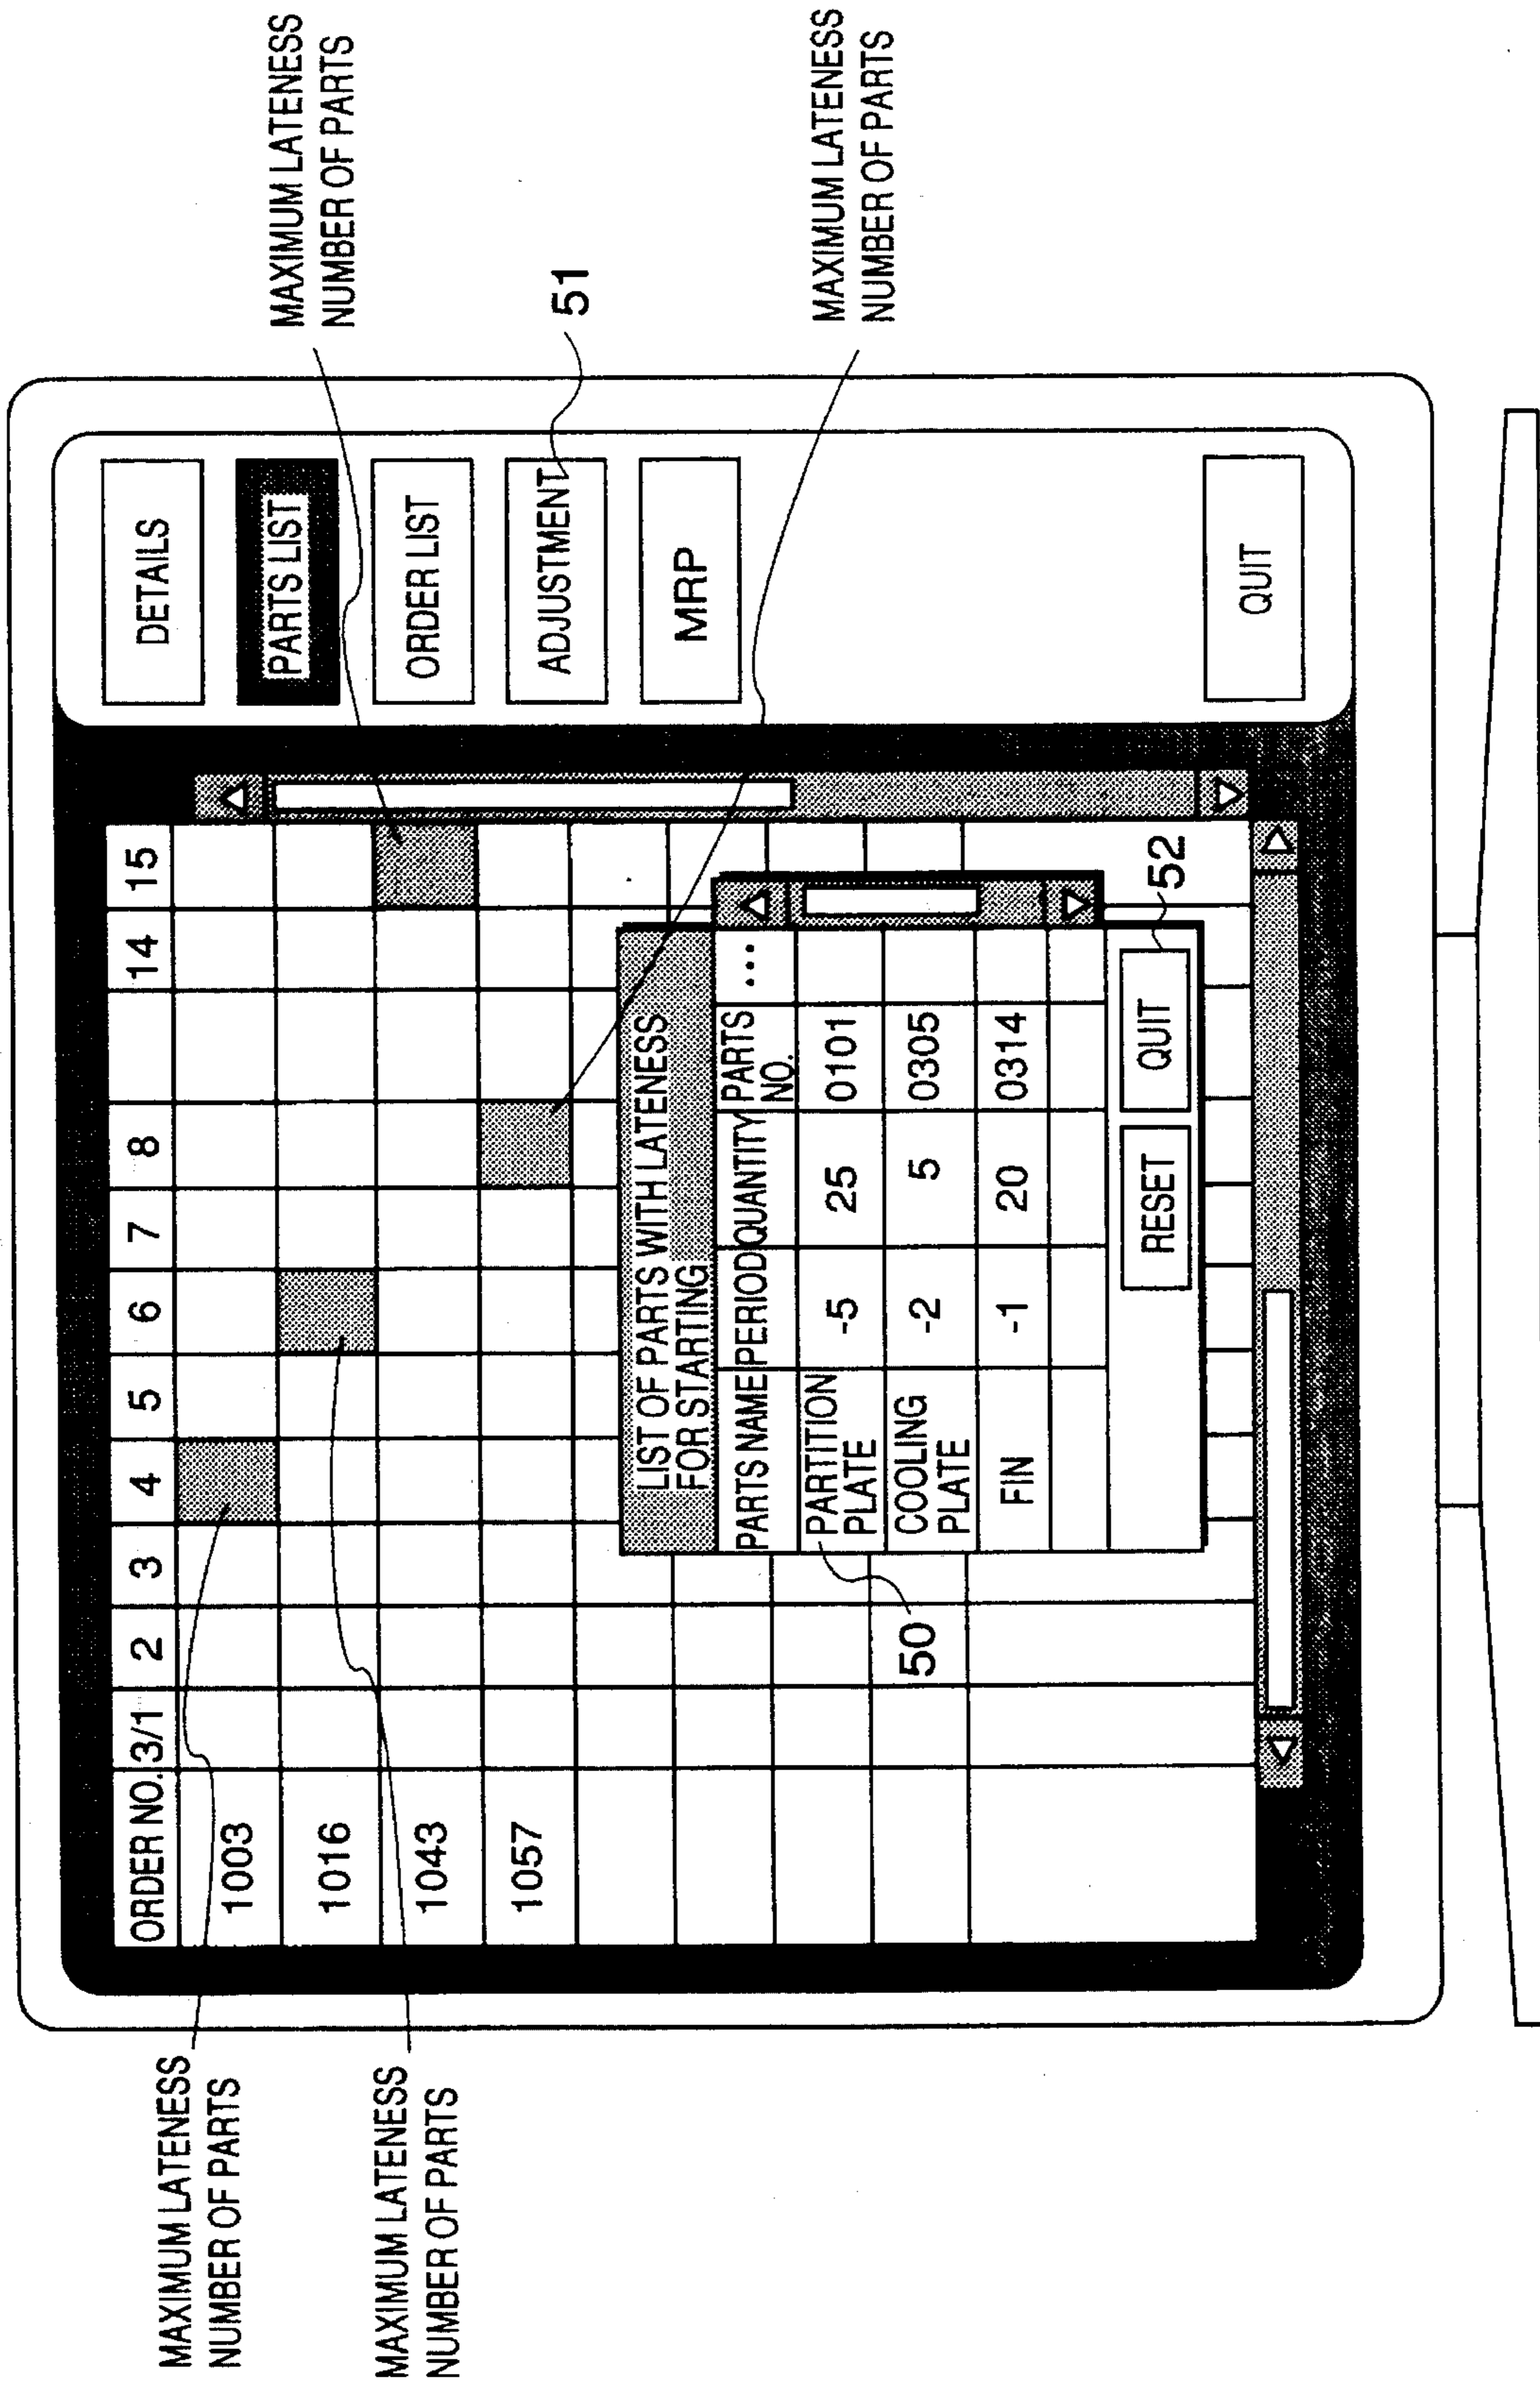 MAXIMUM LATENESS
NUMBER OF PARTS
51
MAXIMUM LATENESS
NUMBER OF PARTS
DETAILS
PARTS LIST
ORDER LIST
ADJUSTMENT
MRP
QUIT
ORDER NO. 3/1 2 3 4 5 6 7 8 14 15
1003
1016
1043
1057
LIST OF PARTS WITH LATENESS
FOR STARTING
PARTS NAME PERIOD QUANTITY PARTS NO. ...
PARTITION PLATE -5 25 0101
COOLING PLATE -2 5 0305
FIN -1 20 0314
RESET QUIT
52
50
MAXIMUM LATENESS
NUMBER OF PARTS
MAXIMUM LATENESS
NUMBER OF PARTS